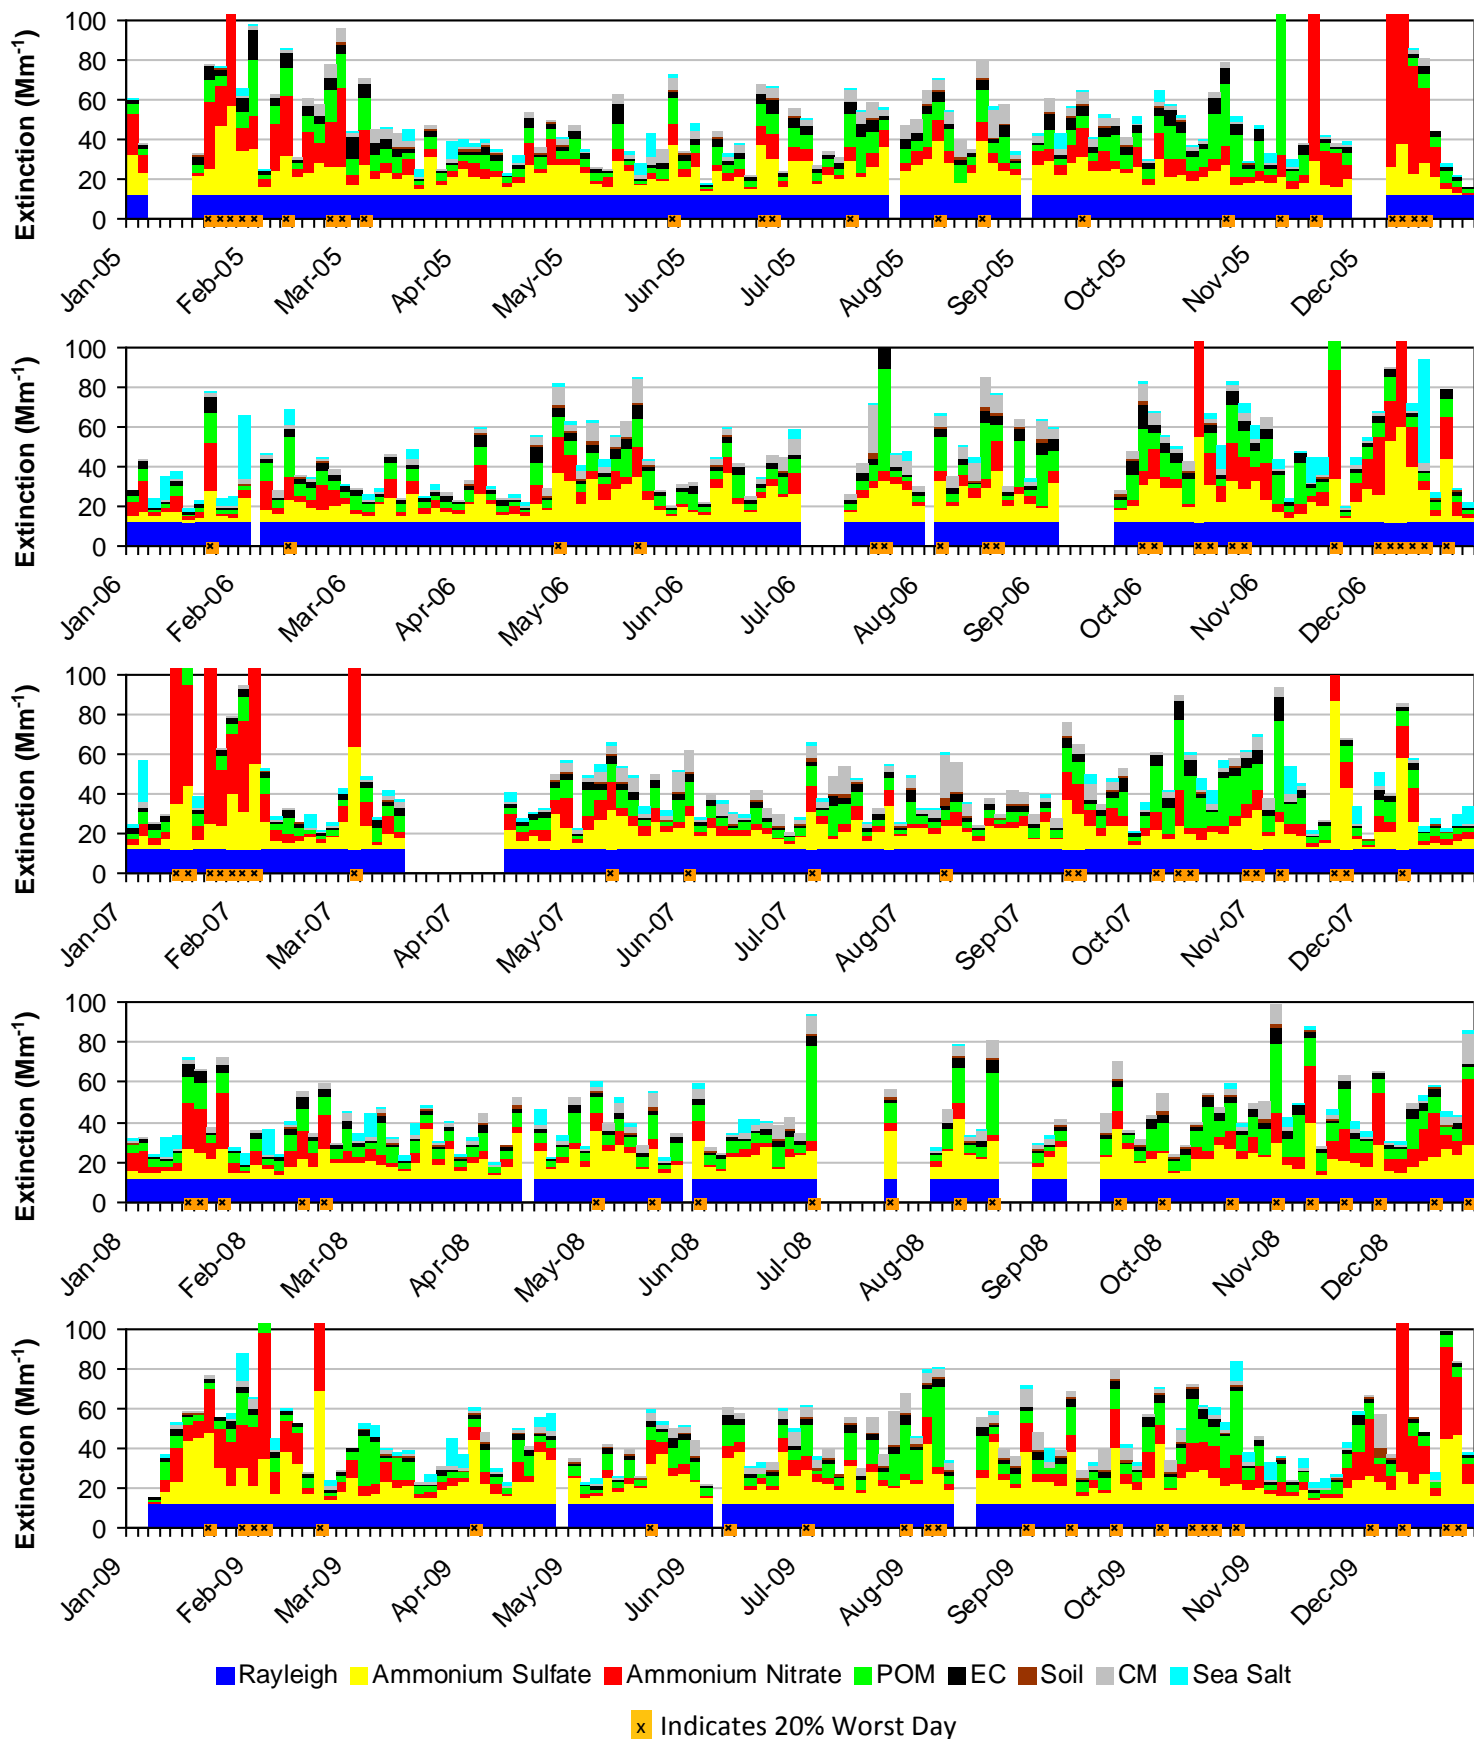 Extinction (Mm-1)
100
80
60
40
20
0
Jan-05 Feb-05 Mar-05 Apr-05 May-05 Jun-05 Jul-05 Aug-05 Sep-05 Oct-05 Nov-05 Dec-05
Extinction (Mm-1)
100
80
60
40
20
0
Jan-06 Feb-06 Mar-06 Apr-06 May-06 Jun-06 Jul-06 Aug-06 Sep-06 Oct-06 Nov-06 Dec-06
Extinction (Mm-1)
100
80
60
40
20
0
Jan-07 Feb-07 Mar-07 Apr-07 May-07 Jun-07 Jul-07 Aug-07 Sep-07 Oct-07 Nov-07 Dec-07
Extinction (Mm-1)
100
80
60
40
20
0
Jan-08 Feb-08 Mar-08 Apr-08 May-08 Jun-08 Jul-08 Aug-08 Sep-08 Oct-08 Nov-08 Dec-08
Extinction (Mm-1)
100
80
60
40
20
0
Jan-09 Feb-09 Mar-09 Apr-09 May-09 Jun-09 Jul-09 Aug-09 Sep-09 Oct-09 Nov-09 Dec-09
Rayleigh Ammonium Sulfate Ammonium Nitrate POM EC Soil CM Sea Salt
x Indicates 20% Worst Day